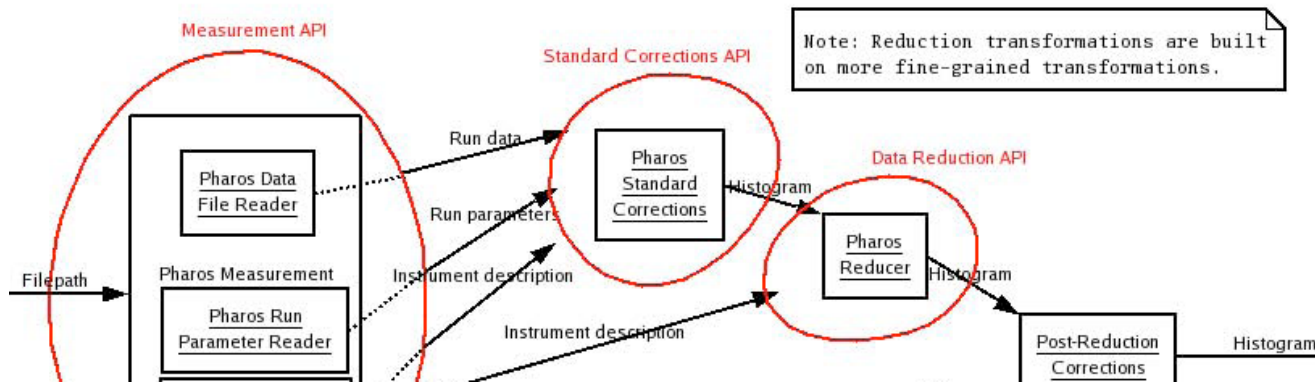 Measurement API
Standard Corrections API
Note: Reduction transformations are built
on more fine-grained transformations.
Run data
Pharos Data
File Reader
Pharos
Standard
Corrections
Data Reduction API
Histogram
Run parameters
Pharos
Reducer
Filepath
Pharos Measurement
Instrument description
Histogram
Pharos Run
Parameter Reader
Instrument description
Post-Reduction
Corrections
Histogram